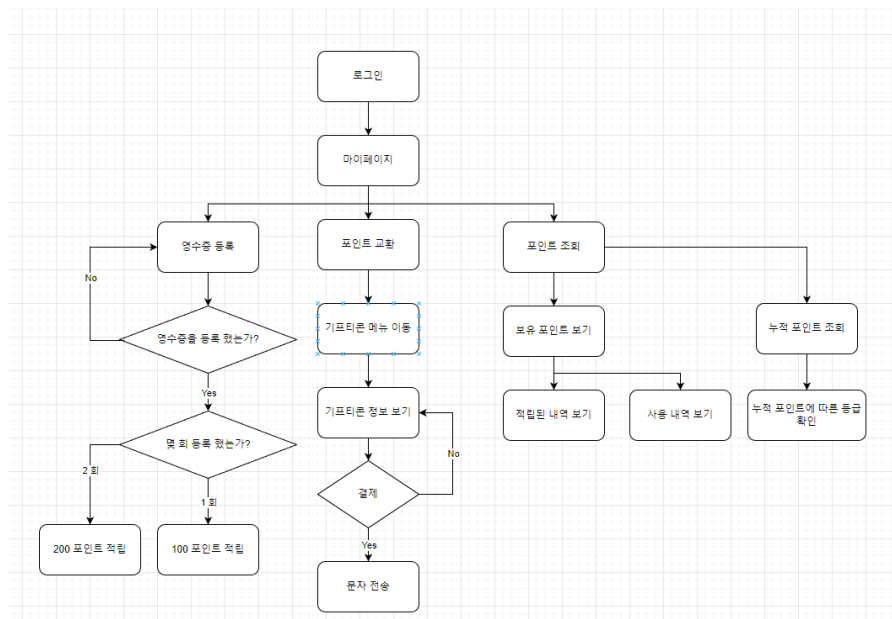 로그인
마이페이지
영수증 등록
포인트 교환
포인트 조회
No
영수증을 등록 했는가?
기프티콘 메뉴 이동
보유 포인트 보기
누적 포인트 조회
Yes
기프티콘 정보 보기
적립된 내역 보기
사용 내역 보기
누적 포인트에 따른 등급
확인
몇 회 등록 했는가?
No
2 회
결제
1 회
Yes
200 포인트 적립
100 포인트 적립
문자 전송